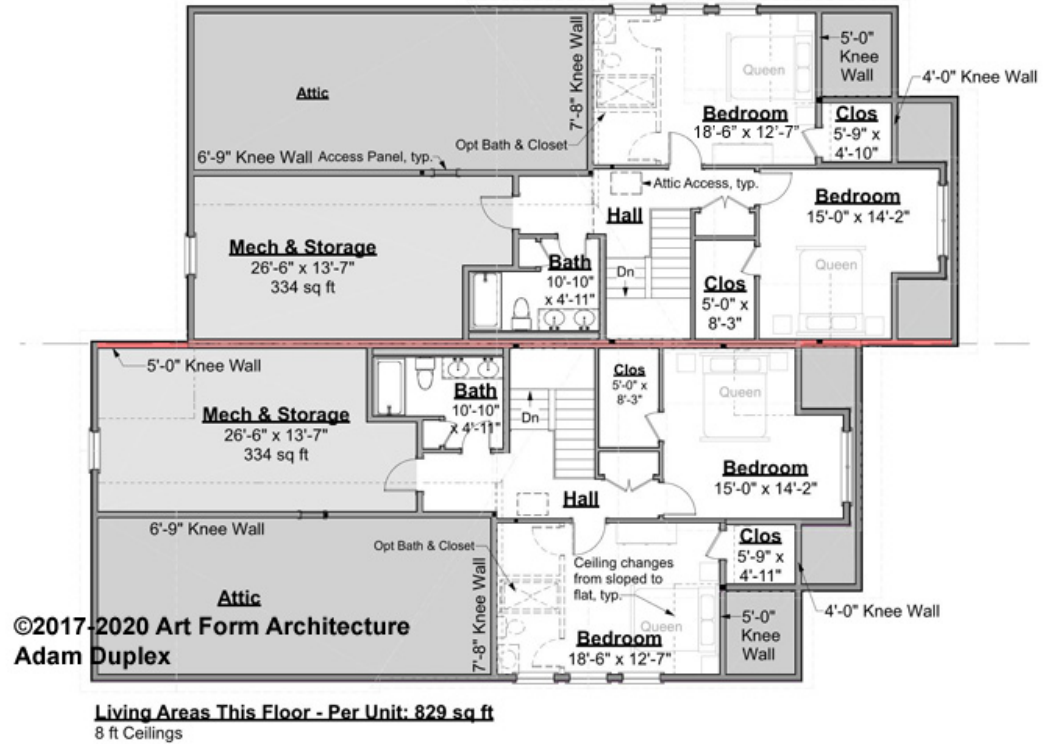 7'-8" Knee Wall
Queen
5'-0"
Knee
Wall
4'-0" Knee Wall
Attic
Bedroom
18'-6" x 12'-7"
Clos
5'-9" x
4'-10"
Opt Bath & Closet
6'-9" Knee Wall
Access Panel, typ.
Attic Access, typ.
Bedroom
15'-0" x 14'-2"
Hall
Mech & Storage
26'-6" x 13'-7"
334 sq ft
Bath
10'-10"
x 4'-11"
Dn
Clos
5'-0" x
8'-3"
Queen
5'-0" Knee Wall
Mech & Storage
26'-6" x 13'-7"
334 sq ft
Bath
10'-10"
x 4'-11"
Dn
Clos
5'-0" x
8'-3"
Queen
Bedroom
15'-0" x 14'-2"
Hall
6'-9" Knee Wall
Opt Bath & Closet
Ceiling changes
from sloped to
flat, typ.
Clos
5'-9" x
4'-11"
Attic
7'-8" Knee Wall
4'-0" Knee Wall
5'-0"
Knee
Wall
Queen
Bedroom
18'-6" x 12'-7"
©2017-2020 Art Form Architecture
Adam Duplex
Living Areas This Floor - Per Unit: 829 sq ft
8 ft Ceilings